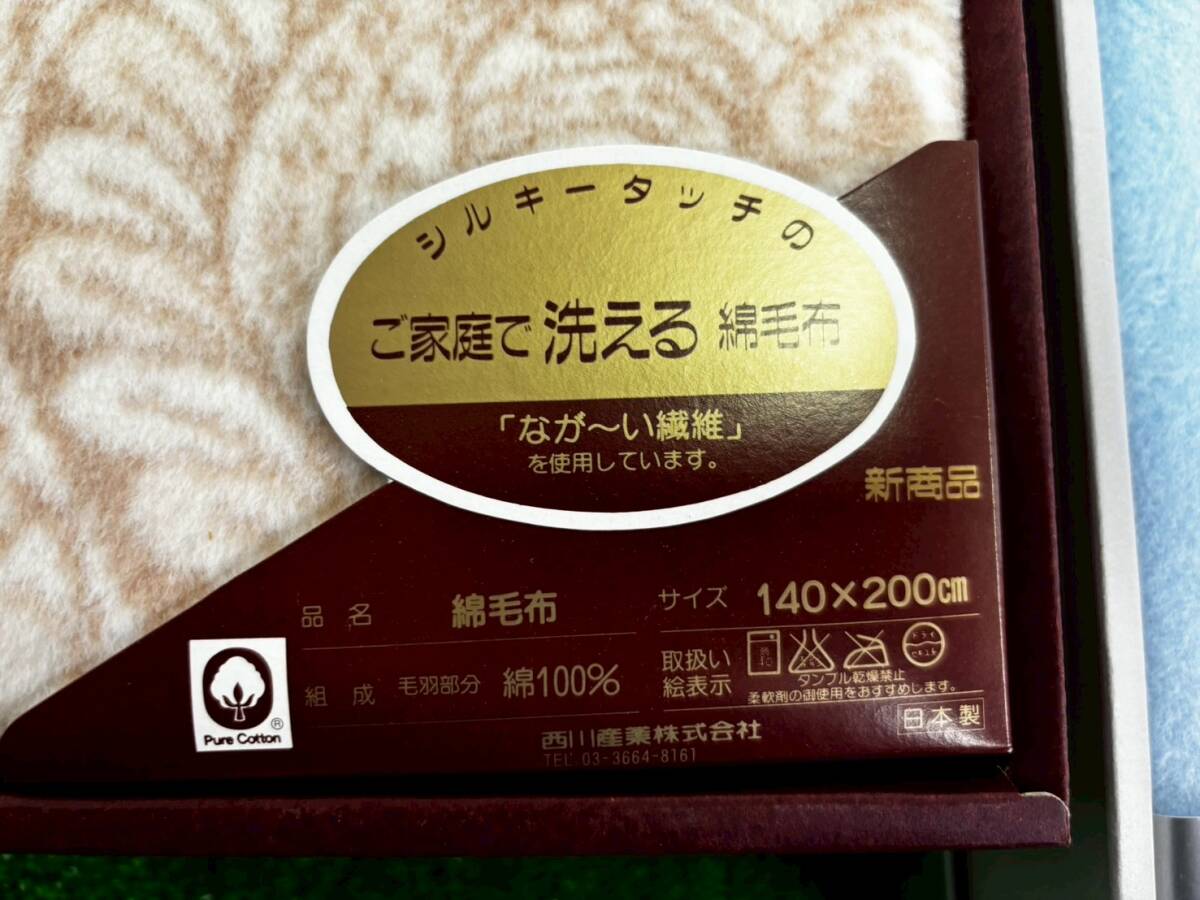 シルキータッチの
ご家庭で洗える 綿毛布
「なが〜い繊維」
を使用しています。
新商品
品名 綿毛布
サイズ 140×200cm
組成 毛羽部分 綿100%
取扱い
絵表示
タンブル乾燥禁止
柔軟剤の御使用をおすすめします。
西川産業株式会社
TEL 03-3664-8161
日本製
Pure Cotton
®